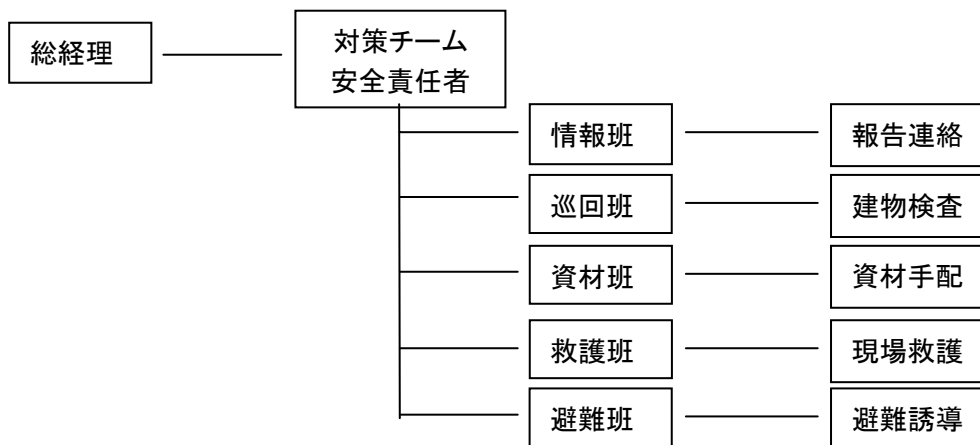 総経理
対策チーム
安全責任者
情報班
報告連絡
巡回班
建物検査
資材班
資材手配
救護班
現場救護
避難班
避難誘導